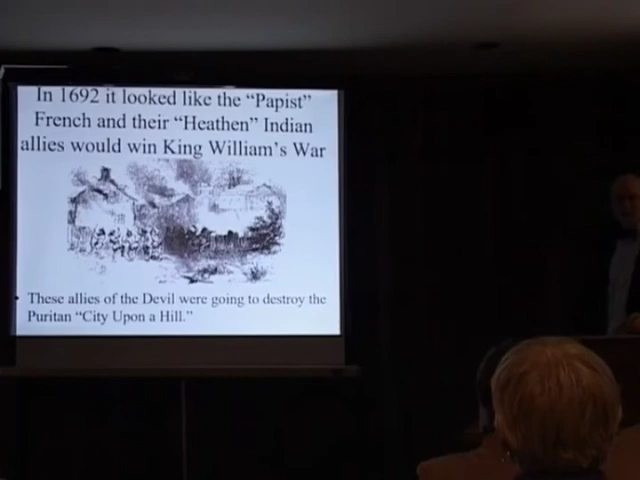 In 1692 it looked like the “Papist”
French and their “Heathen” Indian
allies would win King William’s War
• These allies of the Devil were going to destroy the
Puritan “City Upon a Hill.”